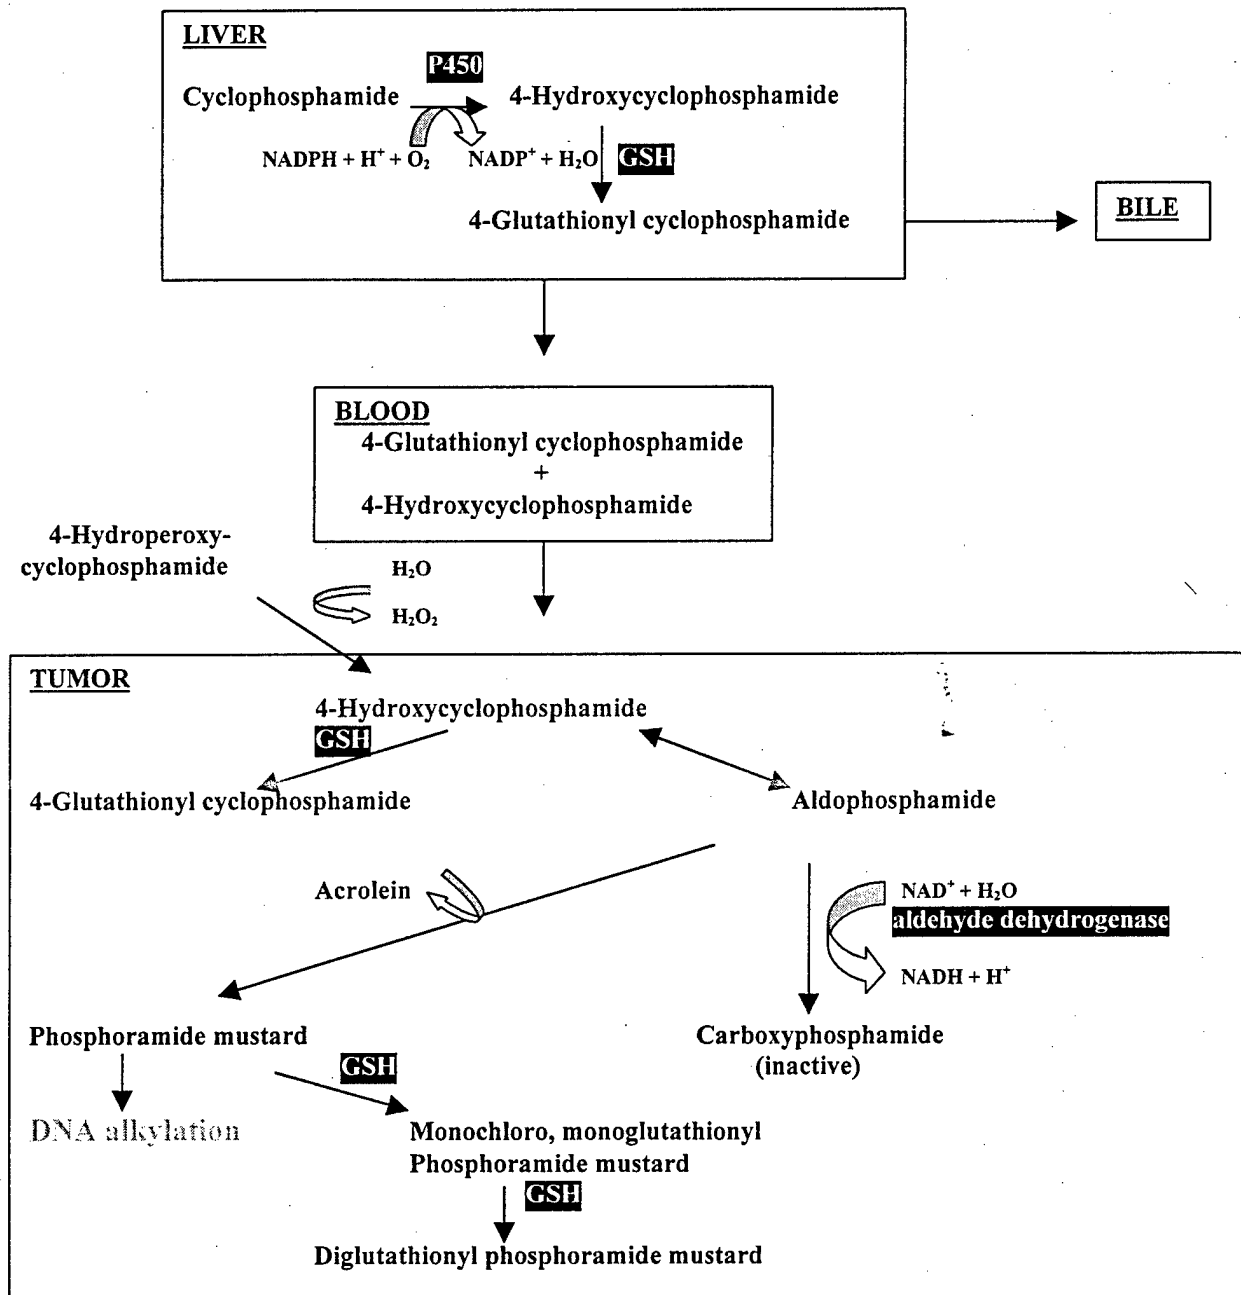 LIVER
P450
Cyclophosphamide
4-Hydroxycyclophosphamide
NADPH + H⁺ + O₂
NADP⁺ + H₂O
GSH
4-Glutathionyl cyclophosphamide
BILE
BLOOD
4-Glutathionyl cyclophosphamide
+
4-Hydroxycyclophosphamide
4-Hydroperoxy-
cyclophosphamide
H₂O
H₂O₂
TUMOR
4-Hydroxycyclophosphamide
GSH
4-Glutathionyl cyclophosphamide
Aldophosphamide
Acrolein
NAD⁺ + H₂O
aldehyde dehydrogenase
NADH + H⁺
Phosphoramide mustard
Carboxyphosphamide
(inactive)
GSH
DNA alkylation
Monochloro, monoglutathionyl
Phosphoramide mustard
GSH
Diglutathionyl phosphoramide mustard